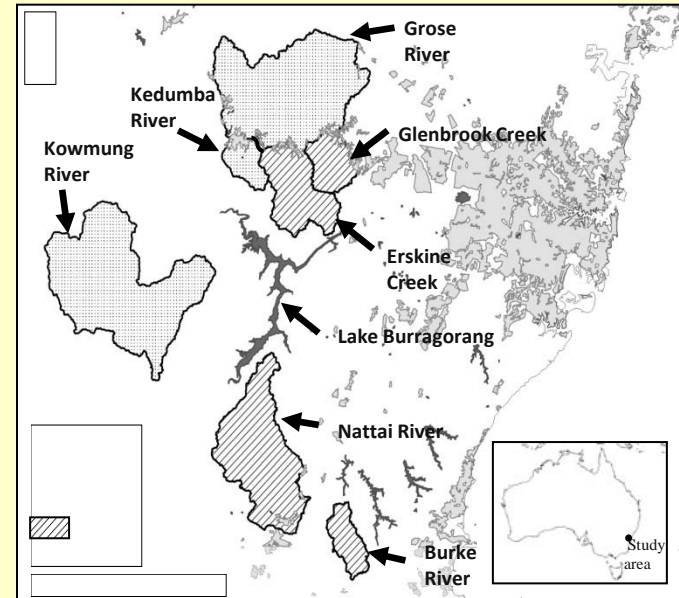 Grose
River
Kedumba
River
Glenbrook Creek
Kowmung
River
Erskine
Creek
Lake Burragorang
Nattai River
Burke
River
Study
area